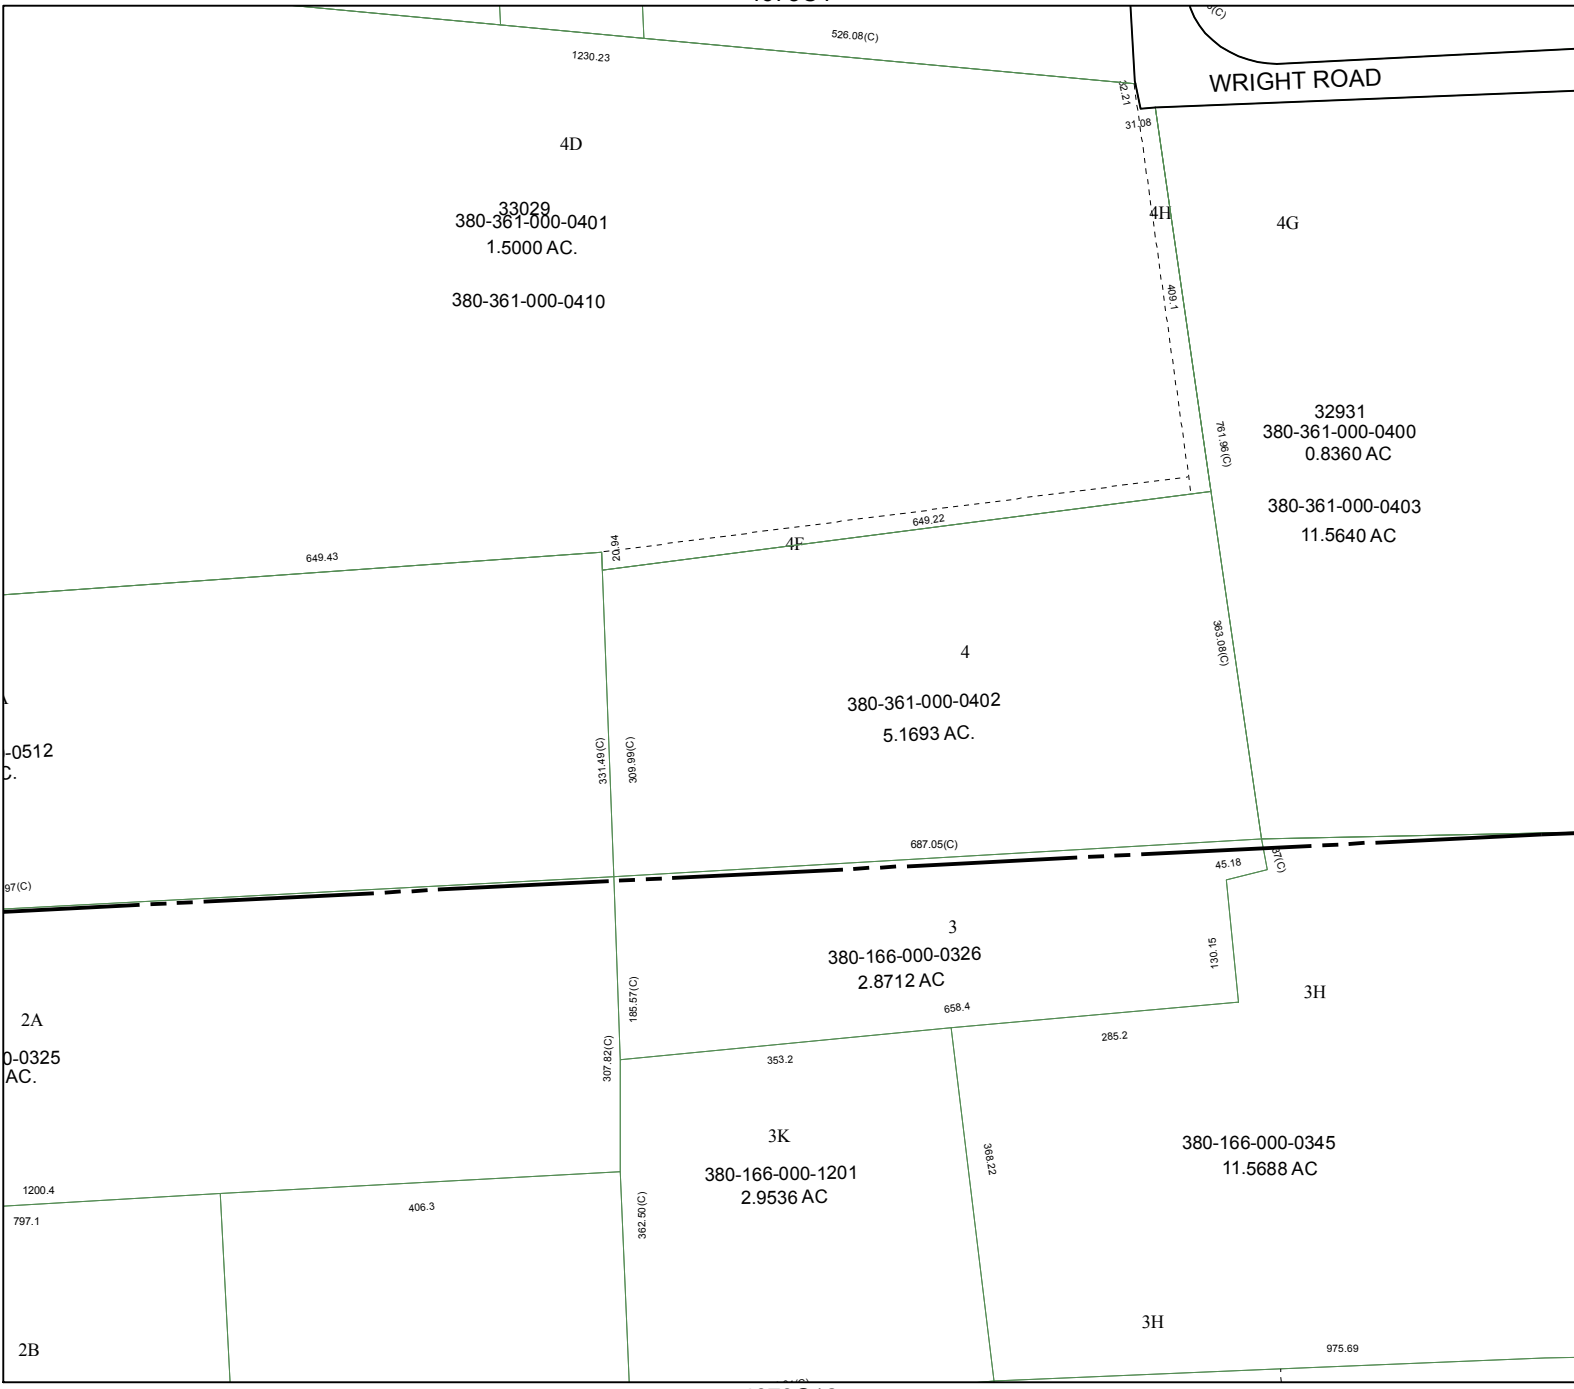 526.08(C)
1230.23
WRIGHT ROAD
32.21
31.08
4D
33029
380-361-000-0401
1.5000 AC.
380-361-000-0410
4H
4G
409.1
32931
380-361-000-0400
0.8360 AC
761.96(C)
380-361-000-0403
11.5640 AC
649.22
4F
20.94
649.43
4
363.08(C)
380-361-000-0402
5.1693 AC.
-0512
C.
331.49(C)
309.99(C)
687.05(C)
45.18
97(C)
3
380-166-000-0326
2.8712 AC
130.15
185.57(C)
658.4
3H
2A
0-0325
AC.
307.82(C)
353.2
285.2
3K
380-166-000-1201
2.9536 AC
368.22
380-166-000-0345
11.5688 AC
1200.4
797.1
406.3
362.50(C)
3H
2B
975.69